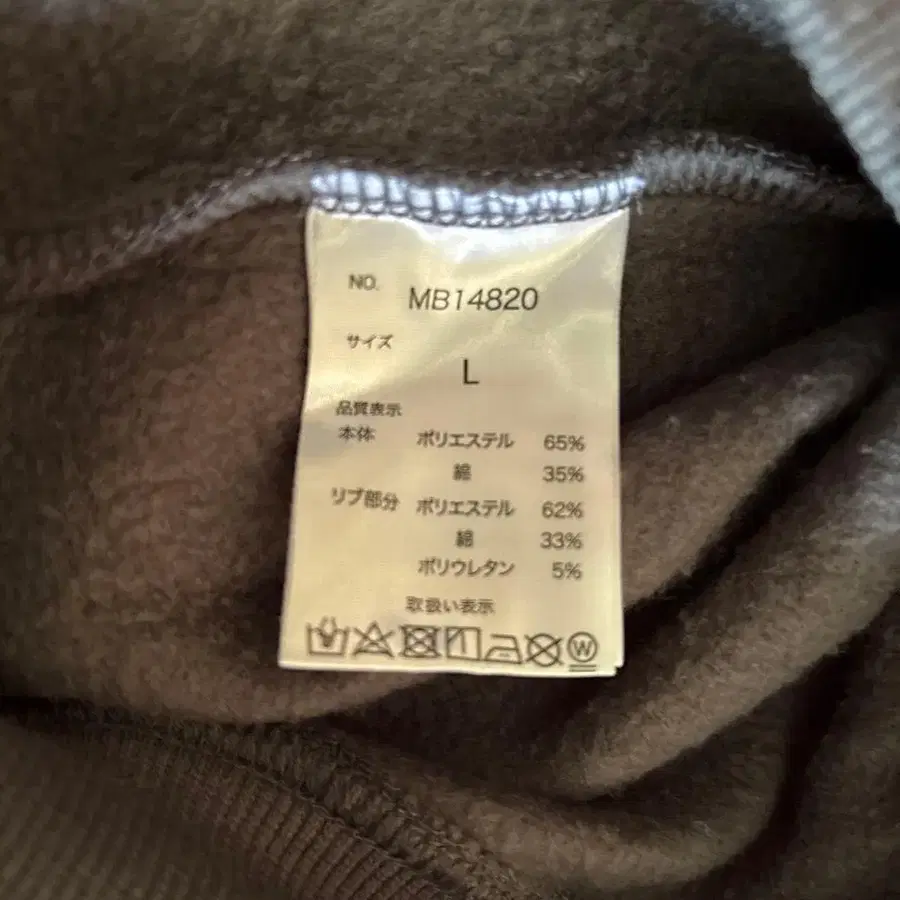 NO. MB14820
サイズ
L
品質表示
本体 ポリエステル 65%
綿 35%
リブ部分 ポリエステル 62%
綿 33%
ポリウレタン 5%
取扱い表示
W